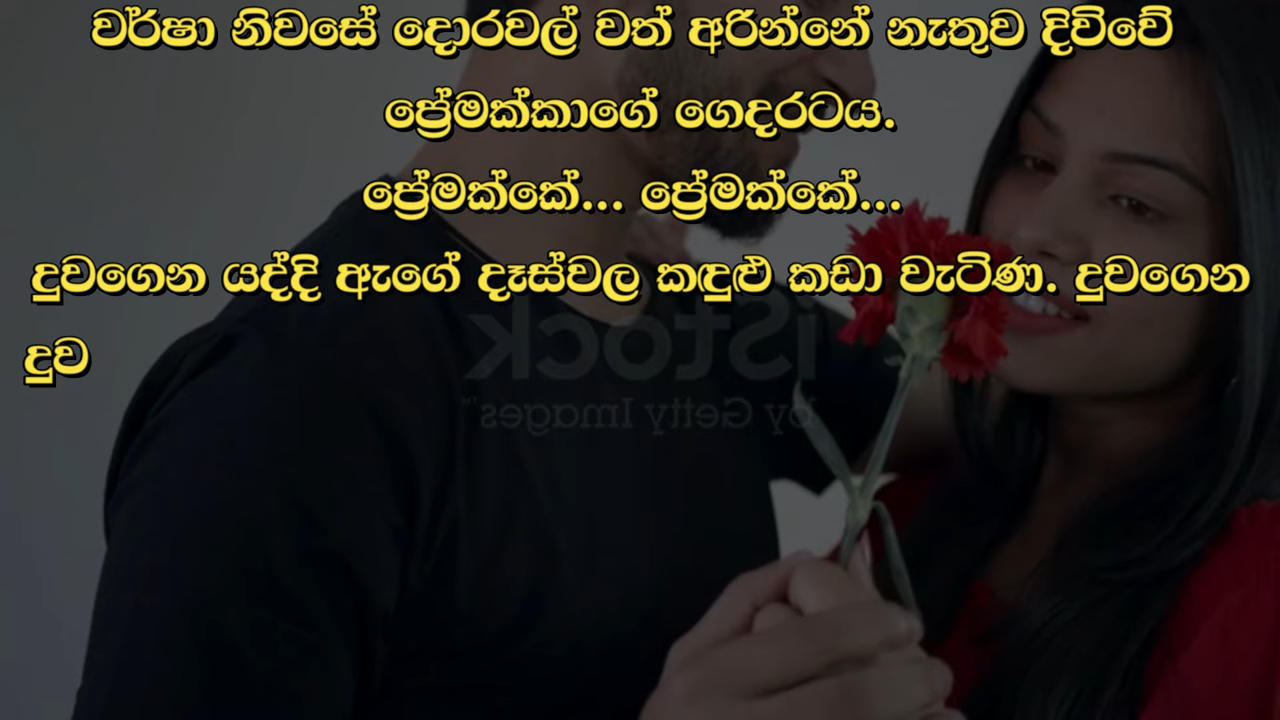 වර්ෂා නිවසේ දොරවල් වත් අරින්නේ නැතුව දිව්වේ
ප්‍රේමක්කාගේ ගෙදරටය.
ප්‍රේමක්කේ... ප්‍රේමක්කේ...
දුවගෙන යද්දි ඇගේ දෑස්වල කඳුළු කඩා වැටිණ. දුවගෙන
දුව
iStock
by Getty Images™